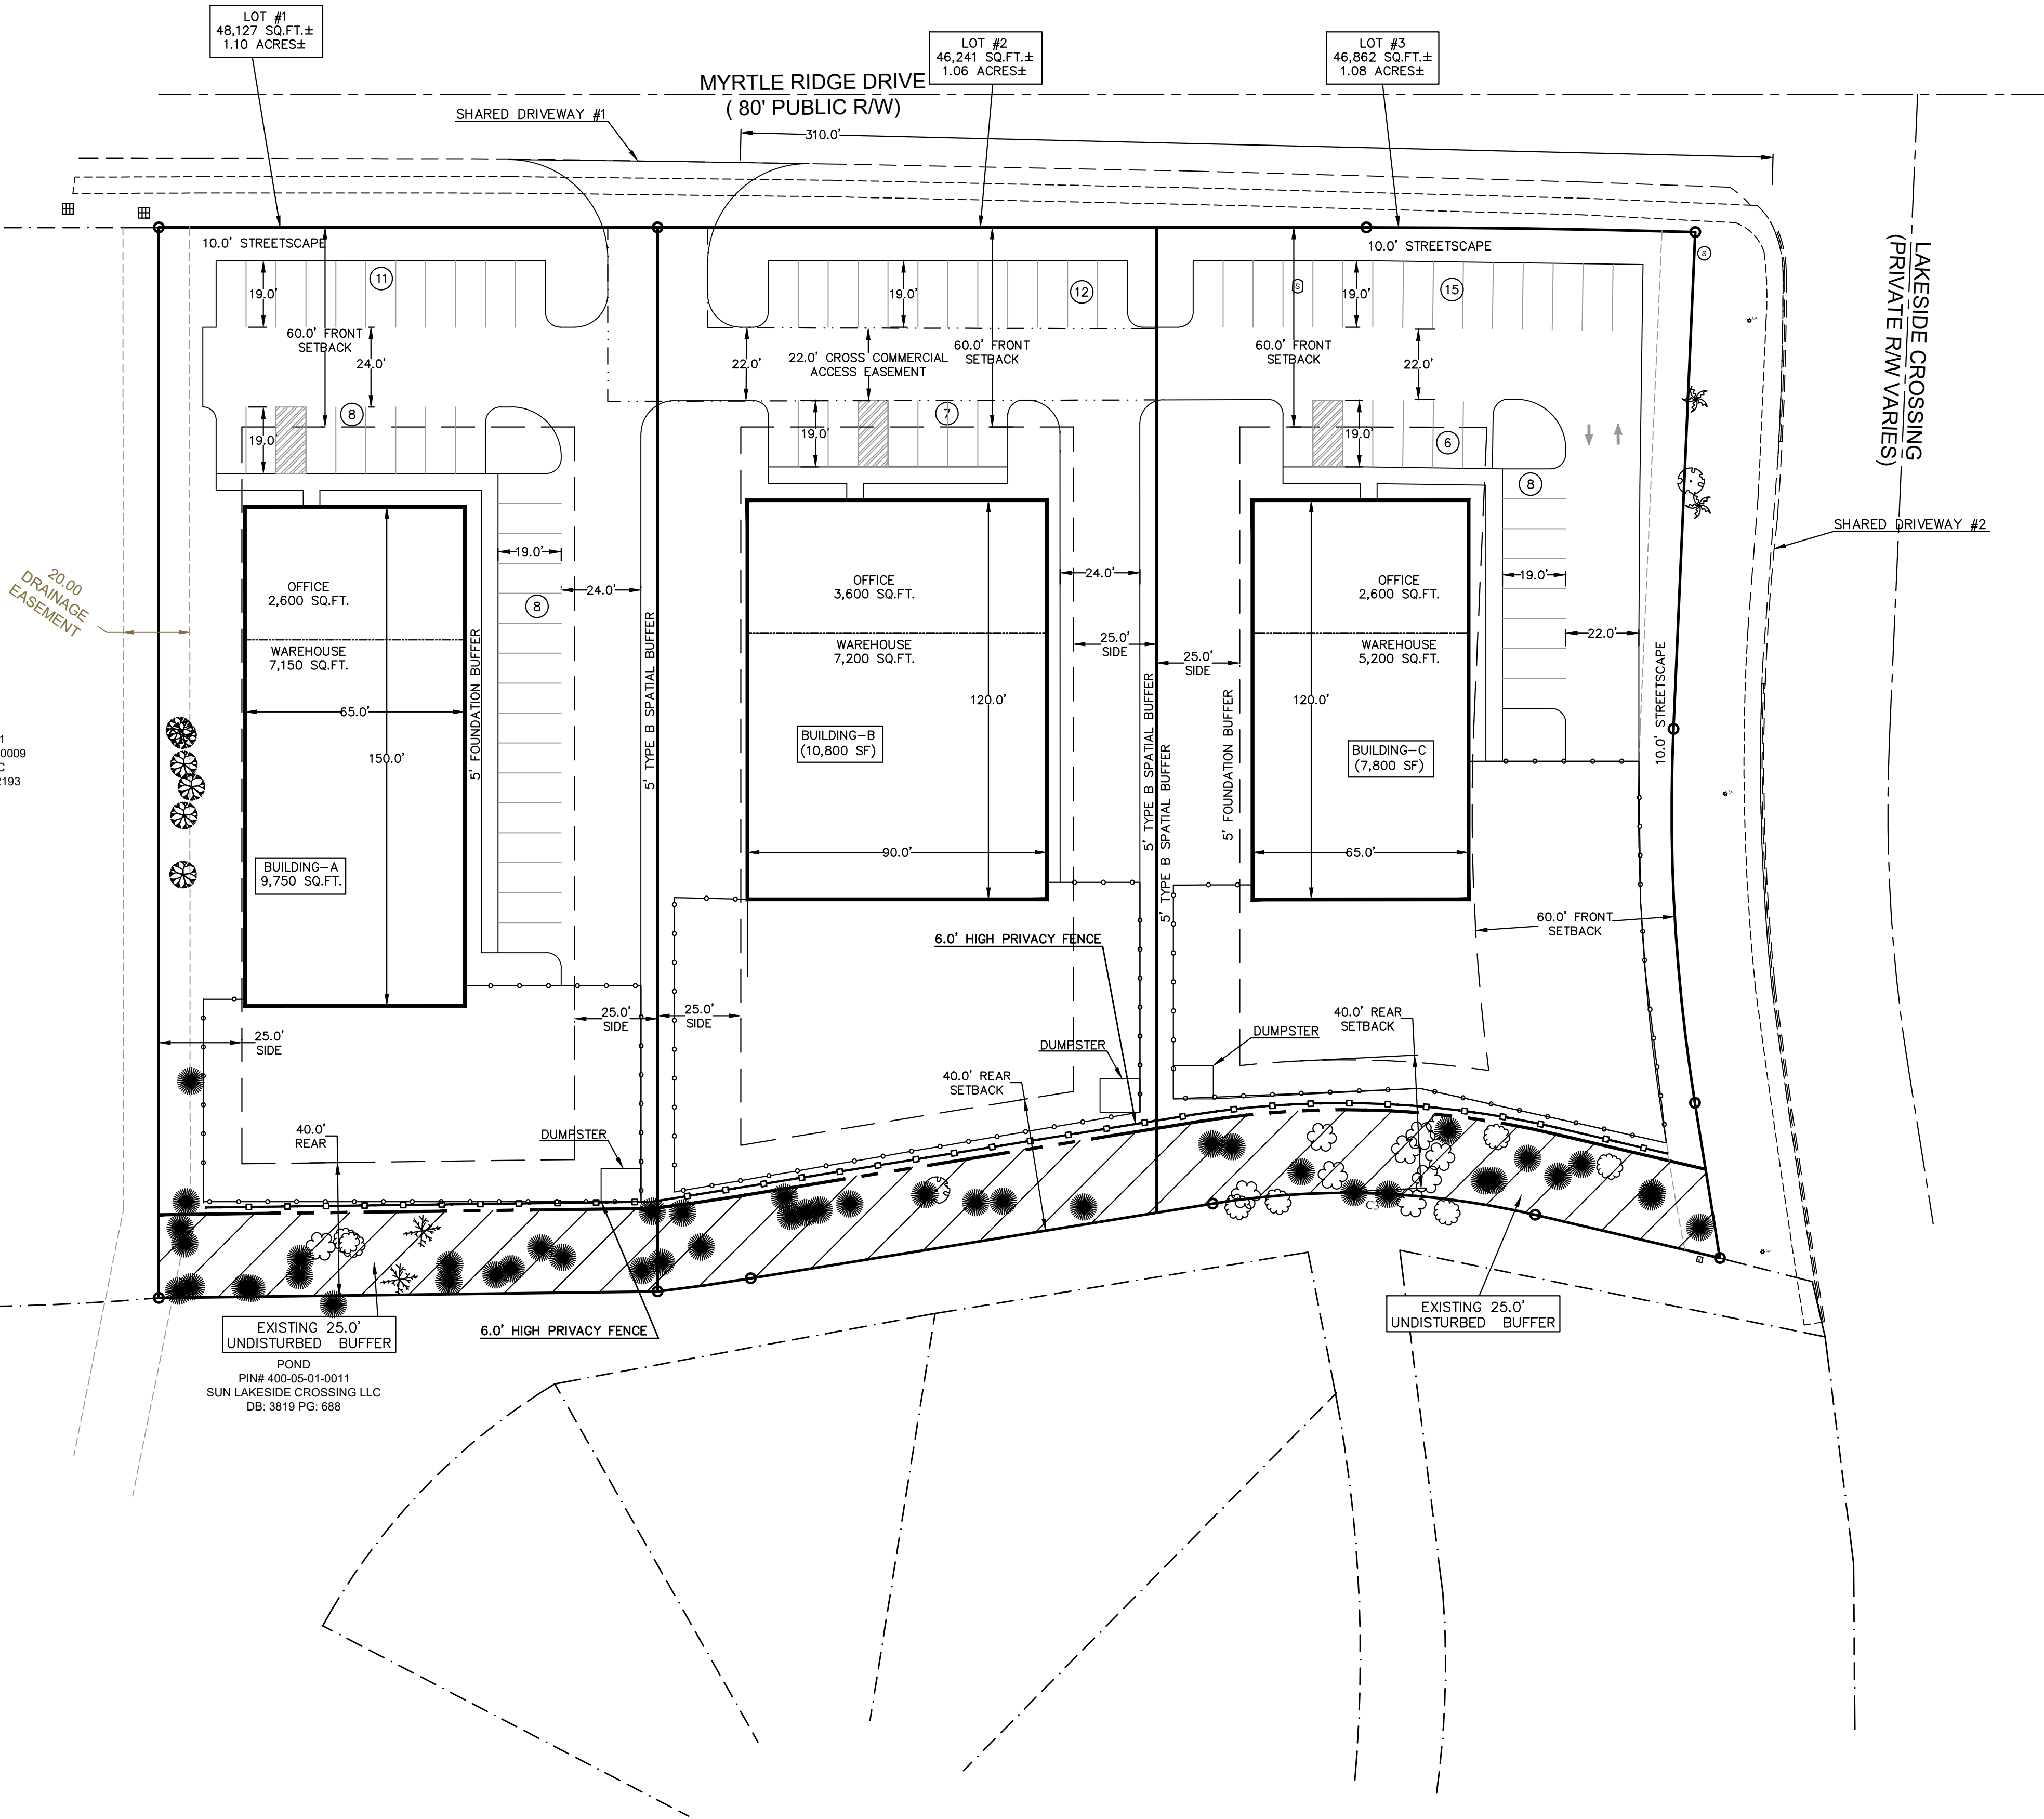 LOT #1
48,127 SQ.FT.±
1.10 ACRES±
LOT #2
46,241 SQ.FT.±
1.06 ACRES±
LOT #3
46,862 SQ.FT.±
1.08 ACRES±
MYRTLE RIDGE DRIVE
( 80' PUBLIC R/W)
SHARED DRIVEWAY #1
310.0'
LAKESIDE CROSSING
(PRIVATE R/W VARIES)
10.0' STREETSCAPE
10.0' STREETSCAPE
S
19.0'
11
19.0'
12
S
19.0'
15
60.0' FRONT
SETBACK
24.0'
22.0'
22.0' CROSS COMMERCIAL
ACCESS EASEMENT
60.0' FRONT
SETBACK
60.0' FRONT
SETBACK
22.0'
19.0'
8
19.0'
7
19.0'
6
8
SHARED DRIVEWAY #2
20.00
DRAINAGE
EASEMENT
OFFICE
2,600 SQ.FT.
19.0'
8
24.0'
OFFICE
3,600 SQ.FT.
24.0'
OFFICE
2,600 SQ.FT.
19.0'
WAREHOUSE
7,150 SQ.FT.
WAREHOUSE
7,200 SQ.FT.
25.0'
SIDE
25.0'
SIDE
WAREHOUSE
5,200 SQ.FT.
22.0'
5' FOUNDATION BUFFER
5' TYPE B SPATIAL BUFFER
5' TYPE B SPATIAL BUFFER
5' TYPE B SPATIAL BUFFER
5' FOUNDATION BUFFER
10.0' STREETSCAPE
65.0'
150.0'
120.0'
120.0'
1
0009
C
2193
BUILDING-B
(10,800 SF)
BUILDING-C
(7,800 SF)
90.0'
65.0'
BUILDING-A
9,750 SQ.FT.
60.0' FRONT
SETBACK
6.0' HIGH PRIVACY FENCE
25.0'
SIDE
25.0'
SIDE
25.0'
SIDE
40.0' REAR
SETBACK
DUMPSTER
DUMPSTER
40.0' REAR
SETBACK
40.0'
REAR
DUMPSTER
C3
EXISTING 25.0'
UNDISTURBED BUFFER
6.0' HIGH PRIVACY FENCE
EXISTING 25.0'
UNDISTURBED BUFFER
POND
PIN# 400-05-01-0011
SUN LAKESIDE CROSSING LLC
DB: 3819 PG: 688